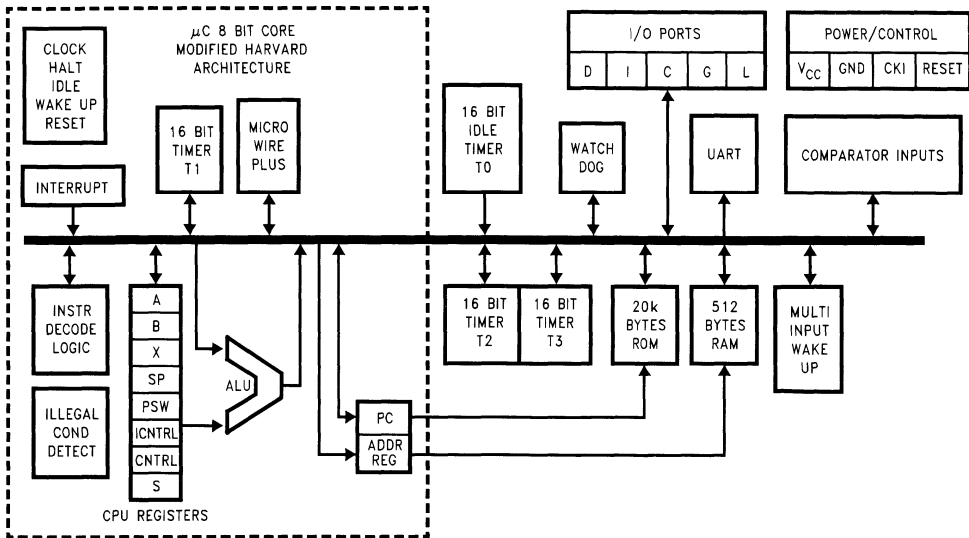 μC 8 BIT CORE
MODIFIED HARVARD
ARCHITECTURE
CLOCK
HALT
IDLE
WAKE UP
RESET
INTERRUPT
16 BIT
TIMER
T1
MICRO
WIRE
PLUS
16 BIT
IDLE
TIMER
T0
WATCH
DOG
I/O PORTS
D I C G L
UART
POWER/CONTROL
VCC GND CKI RESET
COMPARATOR INPUTS
INSTR
DECODE
LOGIC
ILLEGAL
COND
DETECT
A
B
X
SP
PSW
ICNTRL
CNTRL
S
CPU REGISTERS
ALU
PC
ADDR
REG
16 BIT
TIMER
T2
16 BIT
TIMER
T3
20k
BYTES
ROM
512
BYTES
RAM
MULTI
INPUT
WAKE
UP